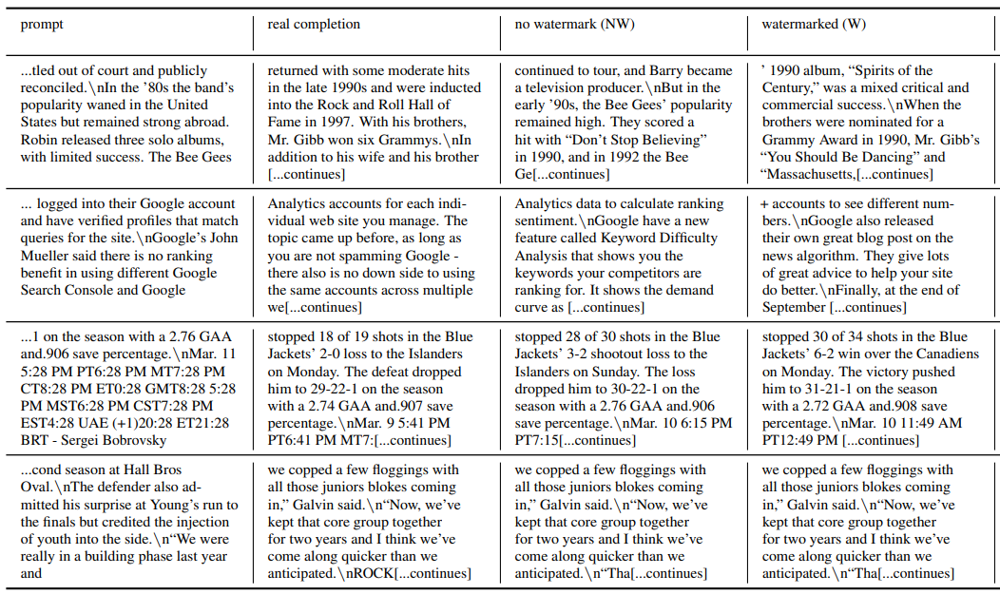 prompt
real completion
no watermark (NW)
watermarked (W)
...tled out of court and publicly
reconciled.\nIn the ’80s the band’s
popularity waned in the United
States but remained strong abroad.
Robin released three solo albums,
with limited success. The Bee Gees
returned with some moderate hits
in the late 1990s and were inducted
into the Rock and Roll Hall of
Fame in 1997. With his brothers,
Mr. Gibb won six Grammys.\nIn
addition to his wife and his brother
[...continues]
continued to tour, and Barry became
a television producer.\nBut in the
early ’90s, the Bee Gees’ popularity
remained high. They scored a
hit with “Don’t Stop Believing”
in 1990, and in 1992 the Bee
Ge[...continues]
’ 1990 album, “Spirits of the
Century,” was a mixed critical and
commercial success.\nWhen the
brothers were nominated for a
Grammy Award in 1990, Mr. Gibb’s
“You Should Be Dancing” and
“Massachusetts,[...continues]
... logged into their Google account
and have verified profiles that match
queries for the site.\nGoogle’s John
Mueller said there is no ranking
benefit in using different Google
Search Console and Google
Analytics accounts for each indi-
vidual web site you manage. The
topic came up before, as long as
you are not spamming Google -
there also is no down side to using
the same accounts across multiple
we[...continues]
Analytics data to calculate ranking
sentiment.\nGoogle have a new
feature called Keyword Difficulty
Analysis that shows you the
keywords your competitors are
ranking for. It shows the demand
curve as [...continues]
+ accounts to see different num-
bers.\nGoogle also released
their own great blog post on the
news algorithm. They give lots
of great advice to help your site
do better.\nFinally, at the end of
September [...continues]
...1 on the season with a 2.76 GAA
and.906 save percentage.\nMar. 11
5:28 PM PT6:28 PM MT7:28 PM
CT8:28 PM ET0:28 GMT8:28 5:28
PM MST6:28 PM CST7:28 PM
EST4:28 UAE (+1)20:28 ET21:28
BRT - Sergei Bobrovsky
stopped 18 of 19 shots in the Blue
Jackets’ 2-0 loss to the Islanders
on Monday. The defeat dropped
him to 29-22-1 on the season
with a 2.74 GAA and.907 save
percentage.\nMar. 9 5:41 PM
PT6:41 PM MT7:[...continues]
stopped 28 of 30 shots in the Blue
Jackets’ 3-2 shootout loss to the
Islanders on Sunday. The loss
dropped him to 30-22-1 on the
season with a 2.76 GAA and.906
save percentage.\nMar. 10 6:15 PM
PT7:15[...continues]
stopped 30 of 34 shots in the Blue
Jackets’ 6-2 win over the Canadiens
on Monday. The victory pushed
him to 31-21-1 on the season
with a 2.72 GAA and.908 save
percentage.\nMar. 10 11:49 AM
PT12:49 PM [...continues]
...cond season at Hall Bros
Oval.\nThe defender also ad-
mitted his surprise at Young’s run to
the finals but credited the injection
of youth into the side.\n“We were
really in a building phase last year
and
we copped a few floggings with
all those juniors blokes coming
in,” Galvin said.\n“Now, we’ve
kept that core group together
for two years and I think we’ve
come along quicker than we
anticipated.\nROCK[...continues]
we copped a few floggings with
all those juniors blokes coming
in,” Galvin said.\n“Now, we’ve
kept that core group together
for two years and I think we’ve
come along quicker than we
anticipated.\n“Tha[...continues]
we copped a few floggings with
all those juniors blokes coming
in,” Galvin said.\n“Now, we’ve
kept that core group together
for two years and I think we’ve
come along quicker than we
anticipated.\n“Tha[...continues]